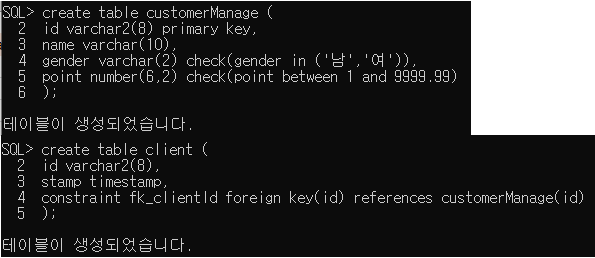 SQL> create table customerManage (
2 id varchar2(8) primary key,
3 name varchar(10),
4 gender varchar(2) check(gender in ('남','여')),
5 point number(6,2) check(point between 1 and 9999.99)
6 );
테이블이 생성되었습니다.
SQL> create table client (
2 id varchar2(8),
3 stamp timestamp,
4 constraint fk_clientId foreign key(id) references customerManage(id)
5 );
테이블이 생성되었습니다.